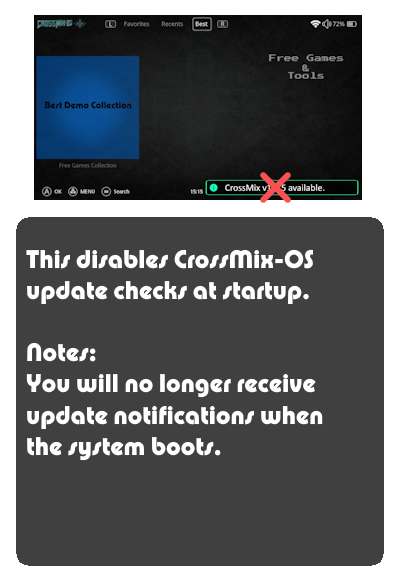 CROSSMIX-OS
L Favorites Recents Best R 72%
Free Games
&
Tools
Best Demo Collection
Free Games Collection
A OK MENU Search 15:15 CrossMix available.
This disables CrossMix-OS
update checks at startup.
Notes:
You will no longer receive
update notifications when
the system boots.